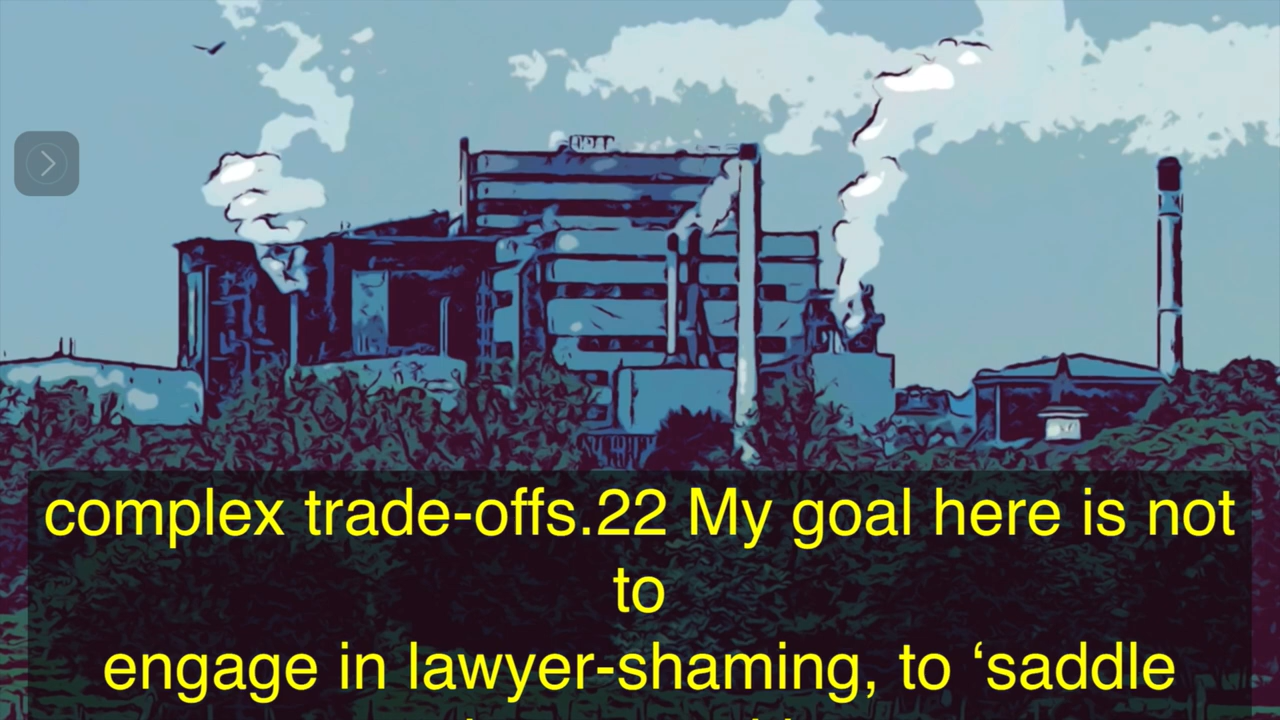 complex trade-offs.22 My goal here is not
to
engage in lawyer-shaming, to ‘saddle